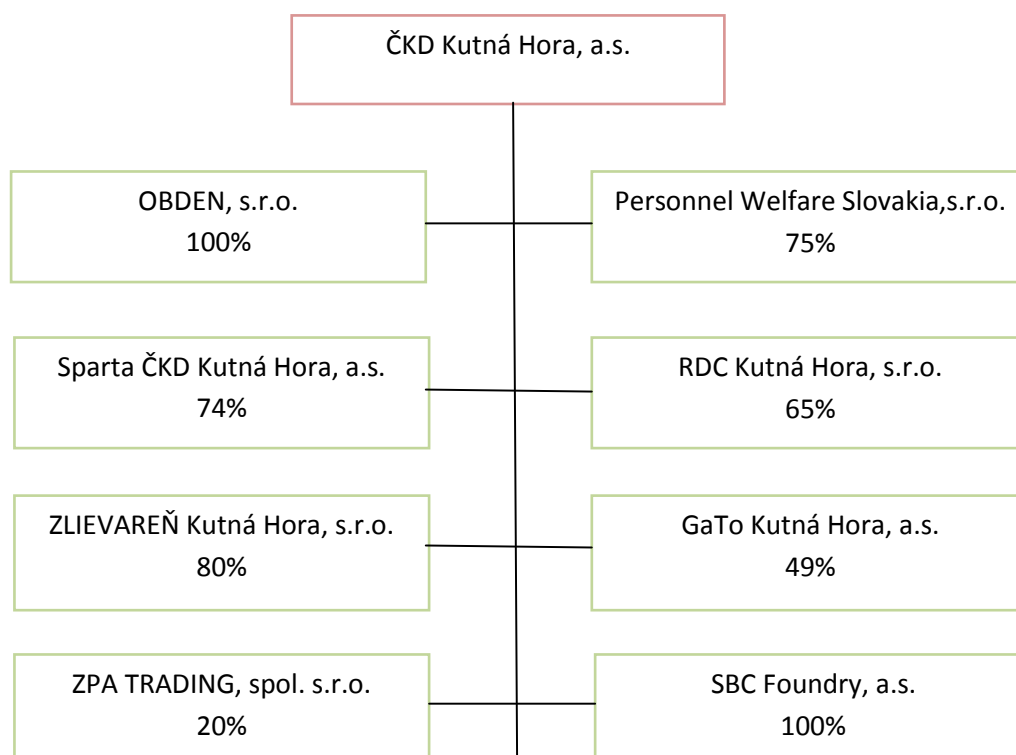 ČKD Kutná Hora, a.s.
OBDEN, s.r.o.
100%
Personnel Welfare Slovakia,s.r.o.
75%
Sparta ČKD Kutná Hora, a.s.
74%
RDC Kutná Hora, s.r.o.
65%
ZLIEVAREŇ Kutná Hora, s.r.o.
80%
GaTo Kutná Hora, a.s.
49%
ZPA TRADING, spol. s.r.o.
20%
SBC Foundry, a.s.
100%